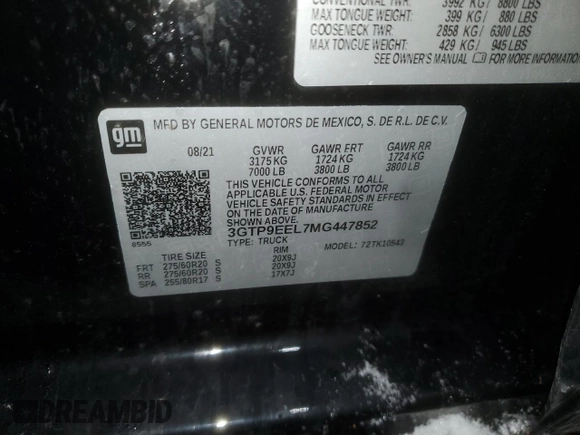 CONVENTIONAL TWR: 3992 KG / 8800 LBS
MAX TONGUE WEIGHT: 399 KG / 880 LBS
GOOSENECK TWR: 2858 KG / 6300 LBS
MAX TONGUE WEIGHT: 429 KG / 945 LBS
SEE OWNER'S MANUAL FOR MORE INFORMATION
gm
MFD BY GENERAL MOTORS DE MEXICO, S. DE R.L. DE C.V.
08/21 GVWR GAWR FRT GAWR RR
3175 KG 1724 KG 1724 KG
7000 LB 3800 LB 3800 LB
THIS VEHICLE CONFORMS TO ALL
APPLICABLE U.S. FEDERAL MOTOR
VEHICLE SAFETY STANDARDS IN EFFECT
ON THE DATE OF MANUFACTURE
SHOWN ABOVE.
3GTP9EEL7MG447852
8555
TYPE: TRUCK MODEL: 72TK10543
TIRE SIZE RIM
FRT 275/60R20 S 20X9J
RR 275/60R20 S 20X9J
SPA 255/80R17 S 17X7J
DREAMBID